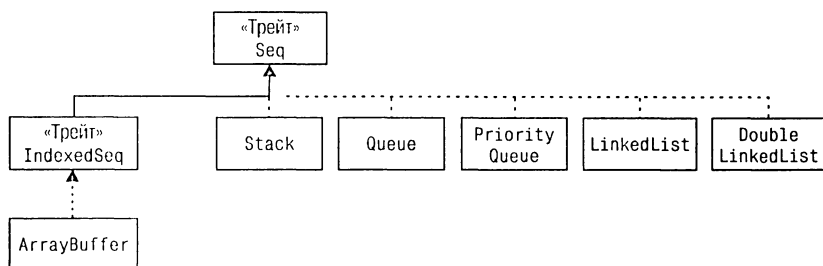 «Трейт»
Seq
«Трейт»
IndexedSeq
Stack
Queue
Priority
Queue
LinkedList
Double
LinkedList
ArrayBuffer